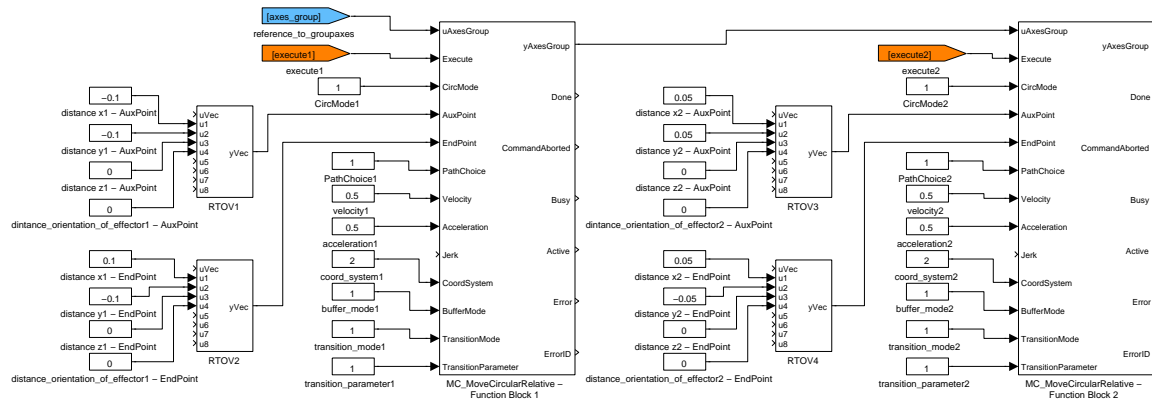 [axes_group]
reference_to_groupaxes
[execute1]
execute1
1
CircMode1
−0.1
distance x1 − AuxPoint
−0.1
distance y1 − AuxPoint
0
distance z1 − AuxPoint
0
distance_orientation_of_effector1 − AuxPoint
uVec
u1
u2
u3
u4
u5
u6
u7
u8
yVec
RTOV1
0.1
distance x1 − EndPoint
−0.1
distance y1 − EndPoint
0
distance z1 − EndPoint
0
distance_orientation_of_effector1 − EndPoint
uVec
u1
u2
u3
u4
u5
u6
u7
u8
yVec
RTOV2
1
PathChoice1
0.5
velocity1
0.5
acceleration1
2
coord_system1
1
buffer_mode1
1
transition_mode1
1
transition_parameter1
uAxesGroup
Execute
CircMode
AuxPoint
EndPoint
PathChoice
Velocity
Acceleration
Jerk
CoordSystem
BufferMode
TransitionMode
TransitionParameter
yAxesGroup
Done
CommandAborted
Busy
Active
Error
ErrorID
MC_MoveCircularRelative −
Function Block 1
[execute2]
execute2
1
CircMode2
0.05
distance x2 − AuxPoint
0.05
distance y2 − AuxPoint
0
distance z2 − AuxPoint
0
distance_orientation_of_effector2 − AuxPoint
uVec
u1
u2
u3
u4
u5
u6
u7
u8
yVec
RTOV3
0.05
distance x2 − EndPoint
−0.05
distance y2 − EndPoint
0
distance z2 − EndPoint
0
distance_orientation_of_effector2 − EndPoint
uVec
u1
u2
u3
u4
u5
u6
u7
u8
yVec
RTOV4
1
PathChoice2
0.5
velocity2
0.5
acceleration2
2
coord_system2
1
buffer_mode2
1
transition_mode2
1
transition_parameter2
uAxesGroup
Execute
CircMode
AuxPoint
EndPoint
PathChoice
Velocity
Acceleration
Jerk
CoordSystem
BufferMode
TransitionMode
TransitionParameter
yAxesGroup
Done
CommandAborted
Busy
Active
Error
ErrorID
MC_MoveCircularRelative −
Function Block 2